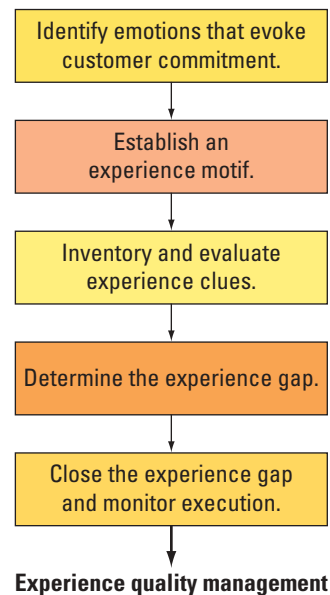 Identify emotions that evoke
customer commitment.
Establish an
experience motif.
Inventory and evaluate
experience clues.
Determine the experience gap.
Close the experience gap
and monitor execution.
Experience quality management